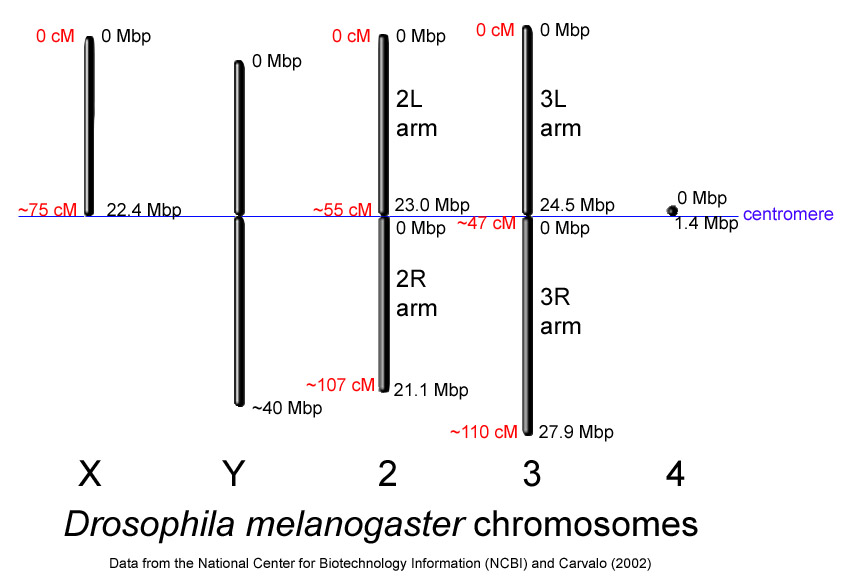 0 cM 0 Mbp
0 Mbp
0 cM 0 Mbp
0 cM 0 Mbp
2L
arm
3L
arm
~75 cM 22.4 Mbp
~55 cM 23.0 Mbp
0 Mbp
24.5 Mbp
~47 cM 0 Mbp
0 Mbp
1.4 Mbp
centromere
2R
arm
3R
arm
~107 cM 21.1 Mbp
~40 Mbp
~110 cM 27.9 Mbp
X Y 2 3 4
Drosophila melanogaster chromosomes
Data from the National Center for Biotechnology Information (NCBI) and Carvalo (2002)